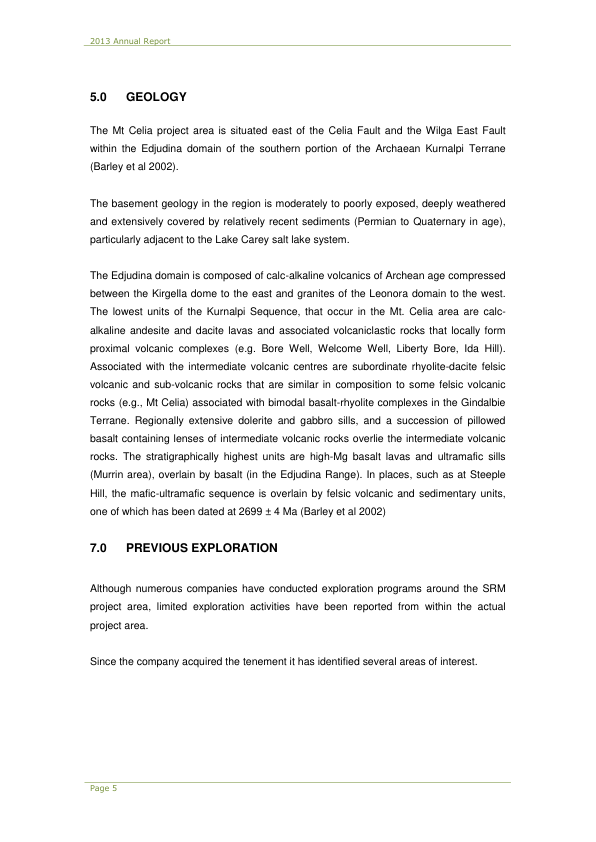 2013 Annual Report
5.0 GEOLOGY
The Mt Celia project area is situated east of the Celia Fault and the Wilga East Fault
within the Edjudina domain of the southern portion of the Archaean Kurnalpi Terrane
(Barley et al 2002).
The basement geology in the region is moderately to poorly exposed, deeply weathered
and extensively covered by relatively recent sediments (Permian to Quaternary in age),
particularly adjacent to the Lake Carey salt lake system.
The Edjudina domain is composed of calc-alkaline volcanics of Archean age compressed
between the Kirgella dome to the east and granites of the Leonora domain to the west.
The lowest units of the Kurnalpi Sequence, that occur in the Mt. Celia area are calc-
alkaline andesite and dacite lavas and associated volcaniclastic rocks that locally form
proximal volcanic complexes (e.g. Bore Well, Welcome Well, Liberty Bore, Ida Hill).
Associated with the intermediate volcanic centres are subordinate rhyolite-dacite felsic
volcanic and sub-volcanic rocks that are similar in composition to some felsic volcanic
rocks (e.g., Mt Celia) associated with bimodal basalt-rhyolite complexes in the Gindalbie
Terrane. Regionally extensive dolerite and gabbro sills, and a succession of pillowed
basalt containing lenses of intermediate volcanic rocks overlie the intermediate volcanic
rocks. The stratigraphically highest units are high-Mg basalt lavas and ultramafic sills
(Murrin area), overlain by basalt (in the Edjudina Range). In places, such as at Steeple
Hill, the mafic-ultramafic sequence is overlain by felsic volcanic and sedimentary units,
one of which has been dated at 2699 ± 4 Ma (Barley et al 2002)
7.0 PREVIOUS EXPLORATION
Although numerous companies have conducted exploration programs around the SRM
project area, limited exploration activities have been reported from within the actual
project area.
Since the company acquired the tenement it has identified several areas of interest.
Page 5